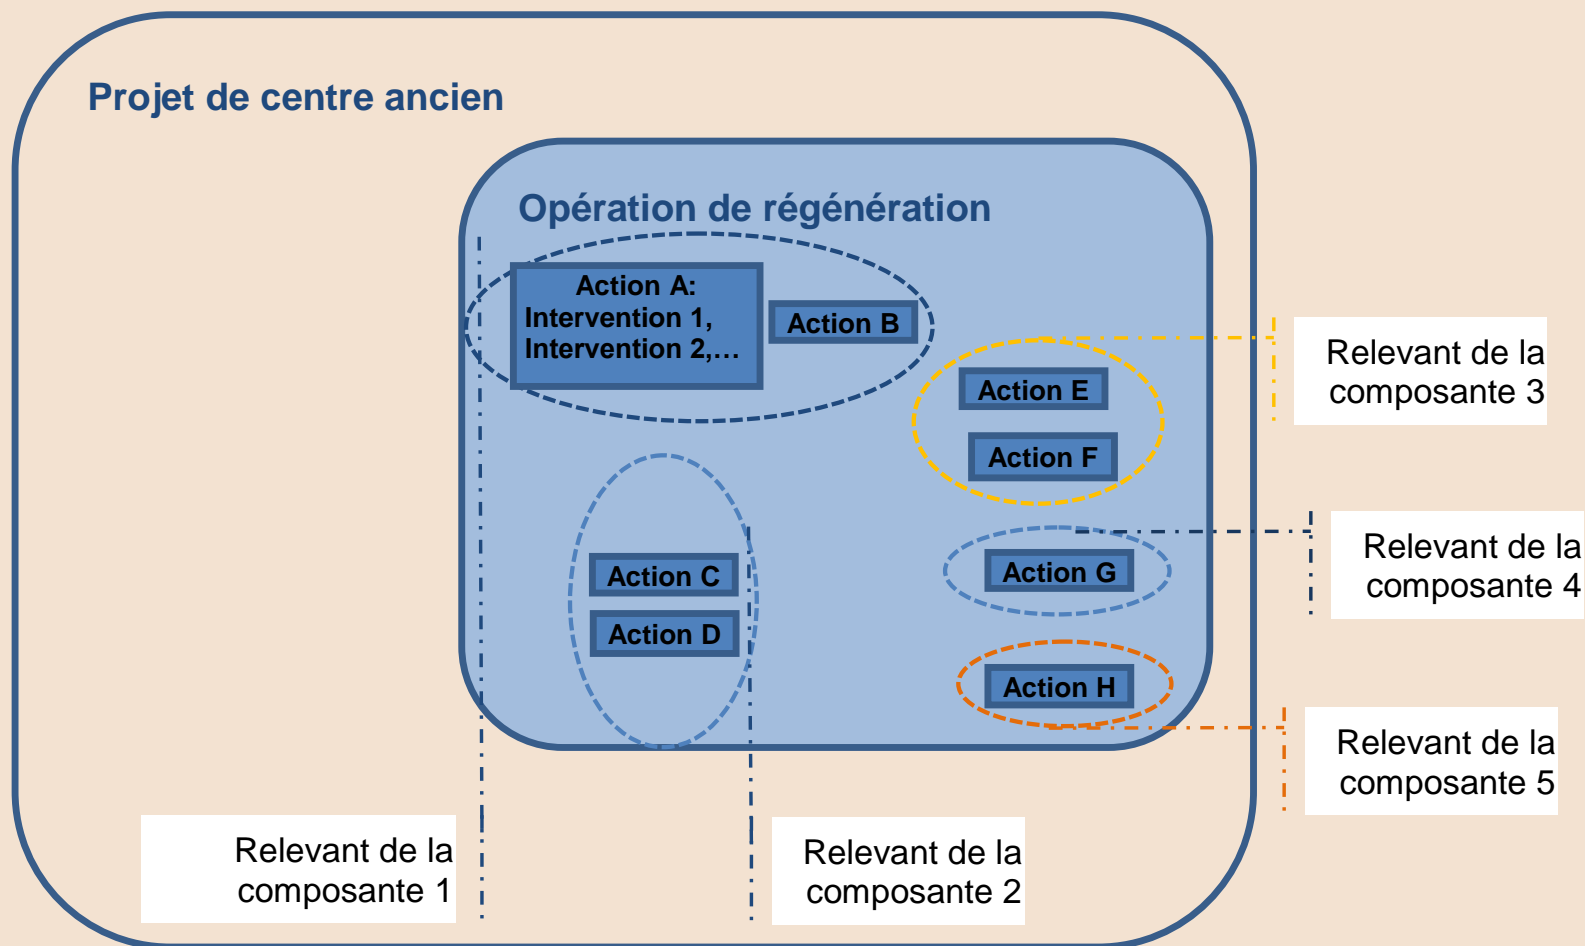 Projet de centre ancien
Opération de régénération
Action A:
Intervention 1,
Intervention 2,…
Action B
Action E
Action F
Relevant de la
composante 3
Action C
Action D
Action G
Relevant de la
composante 4
Action H
Relevant de la
composante 5
Relevant de la
composante 1
Relevant de la
composante 2